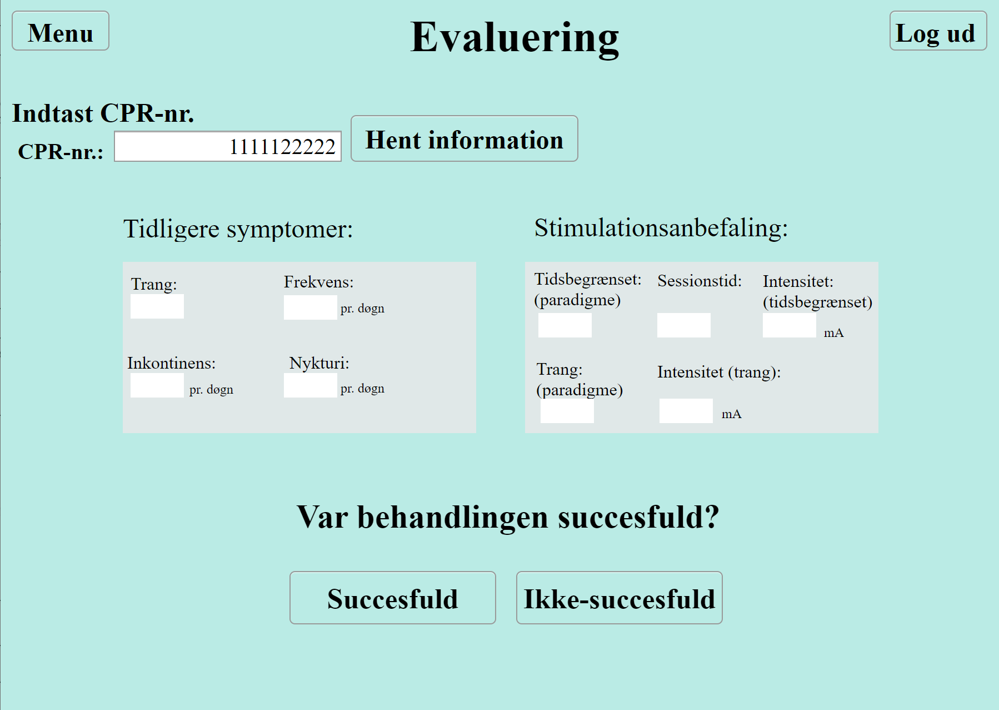 Menu
Evaluering
Log ud
Indtast CPR-nr.
CPR-nr.:
1111122222
Hent information
Tidligere symptomer:
Trang:
Frekvens:
pr. døgn
Inkontinens:
pr. døgn
Nykturi:
pr. døgn
Stimulationsanbefaling:
Tidsbegrænset:
(paradigme)
Sessionstid:
Intensitet:
(tidsbegrænset)
mA
Trang:
(paradigme)
Intensitet (trang):
mA
Var behandlingen succesfuld?
Succesfuld
Ikke-succesfuld